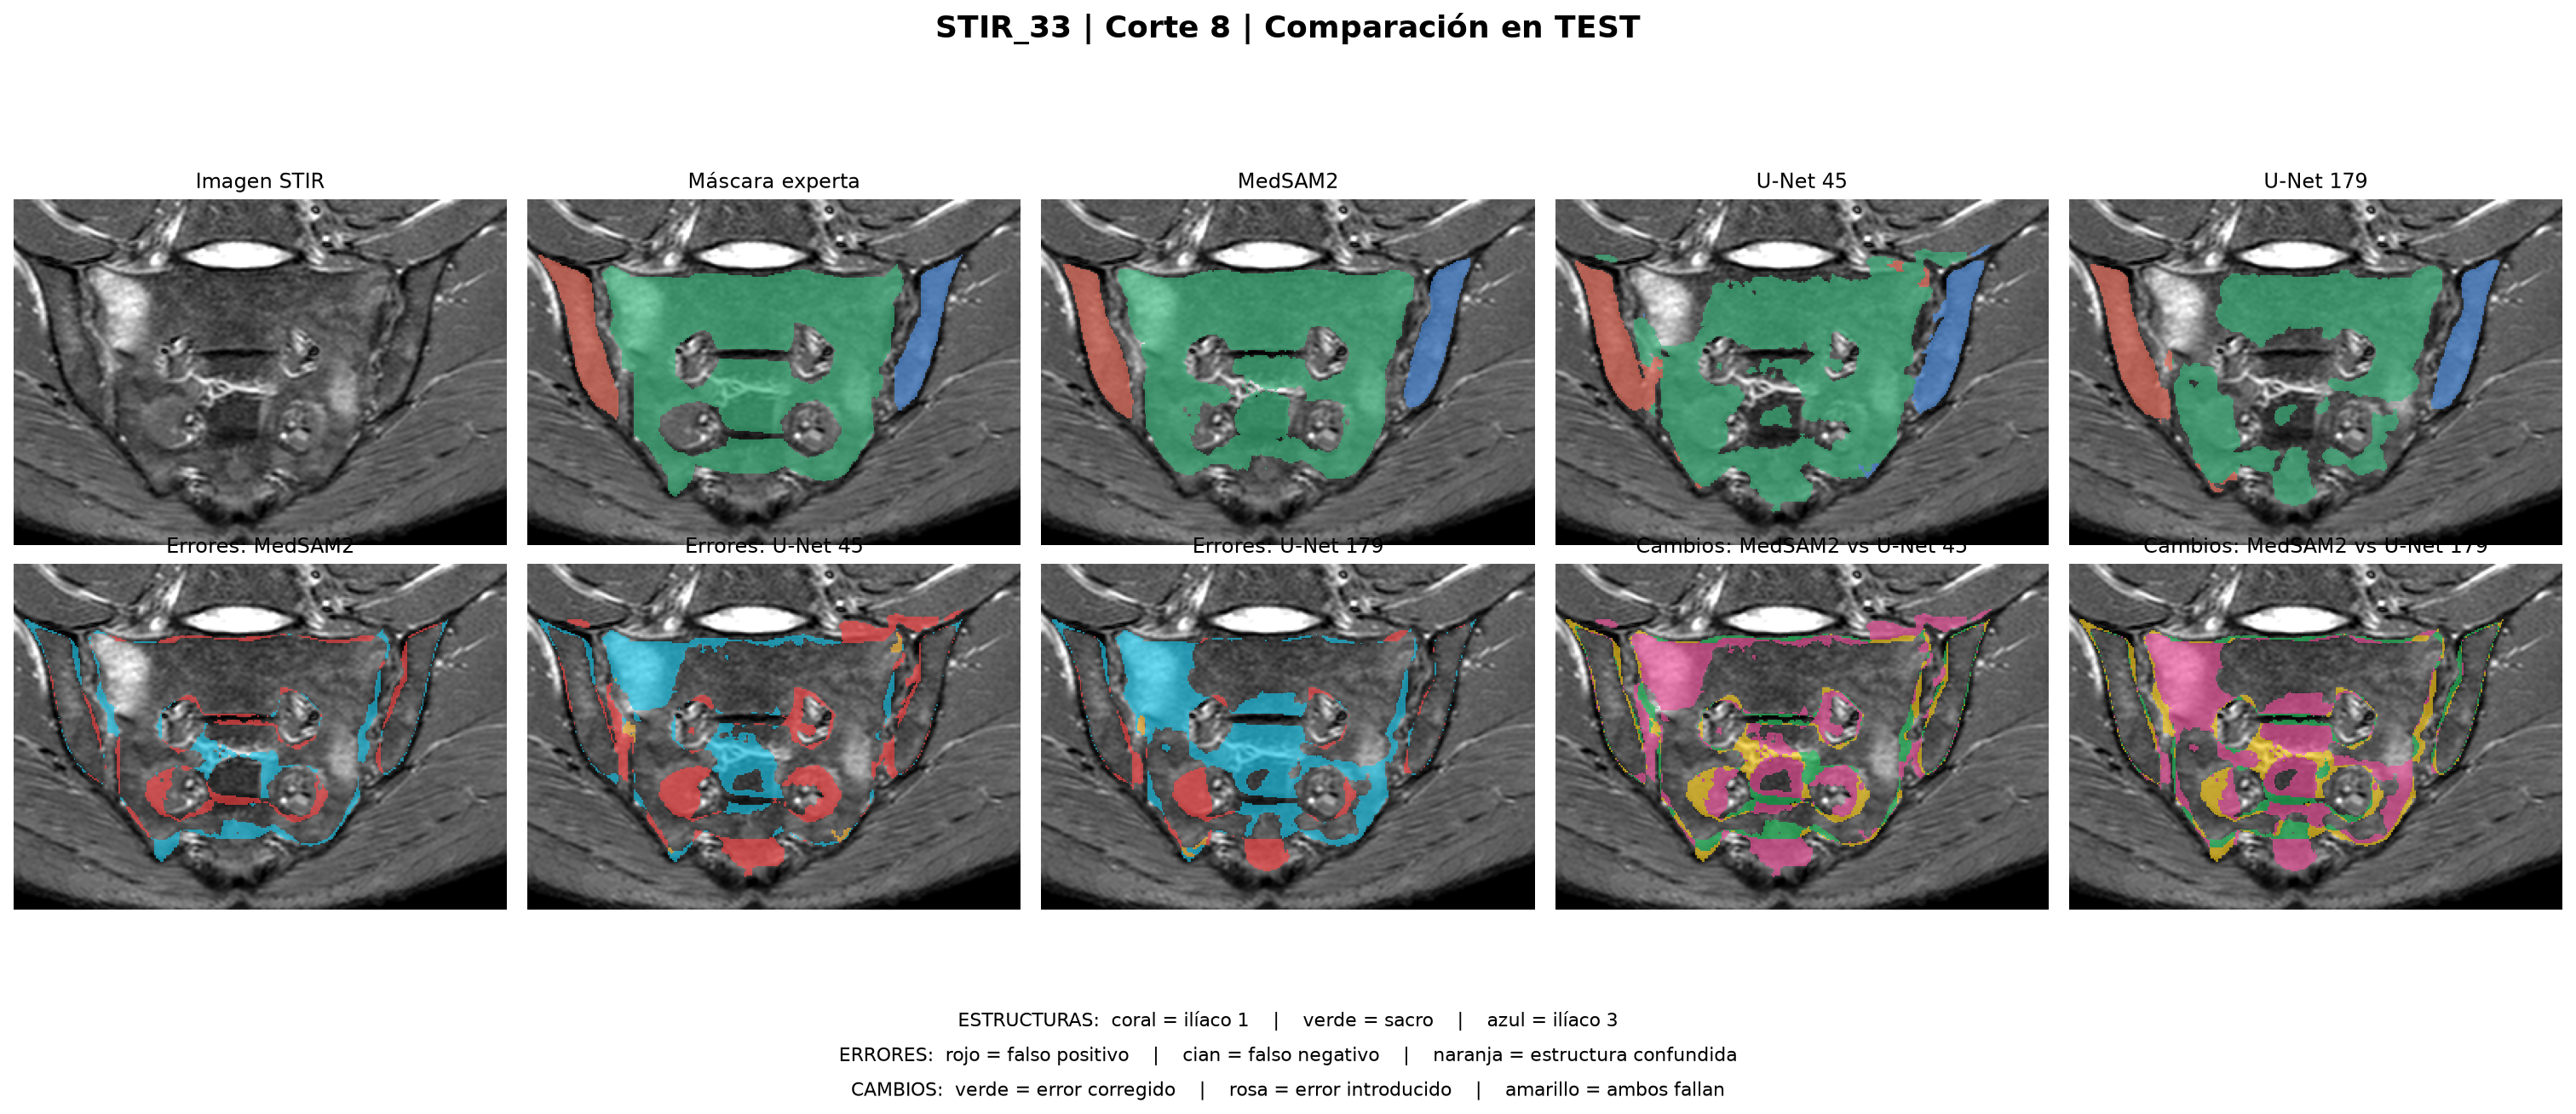 STIR_33 | Corte 8 | Comparación en TEST
Imagen STIR
Máscara experta
MedSAM2
U-Net 45
U-Net 179
Errores: MedSAM2
Errores: U-Net 45
Errores: U-Net 179
Cambios: MedSAM2 vs U-Net 45
Cambios: MedSAM2 vs U-Net 179
ESTRUCTURAS: coral = ilíaco 1 | verde = sacro | azul = ilíaco 3
ERRORES: rojo = falso positivo | cian = falso negativo | naranja = estructura confundida
CAMBIOS: verde = error corregido | rosa = error introducido | amarillo = ambos fallan